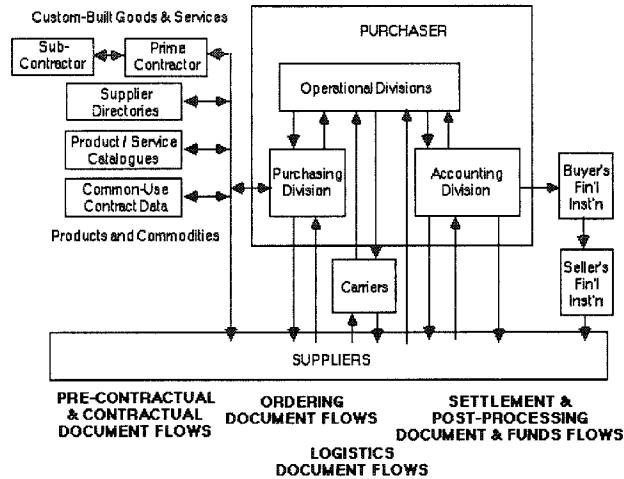 Custom-Built Goods & Services
Sub-
Contractor
Prime
Contractor
Supplier
Directories
Product / Service
Catalogues
Common-Use
Contract Data
Products and Commodities
PURCHASER
Operational Divisions
Purchasing
Division
Accounting
Division
Buyer's
Fin'l
Inst'n
Seller's
Fin'l
Inst'n
Carriers
SUPPLIERS
PRE-CONTRACTUAL
& CONTRACTUAL
DOCUMENT FLOWS
ORDERING
DOCUMENT FLOWS
LOGISTICS
DOCUMENT FLOWS
SETTLEMENT &
POST-PROCESSING
DOCUMENT & FUNDS FLOWS